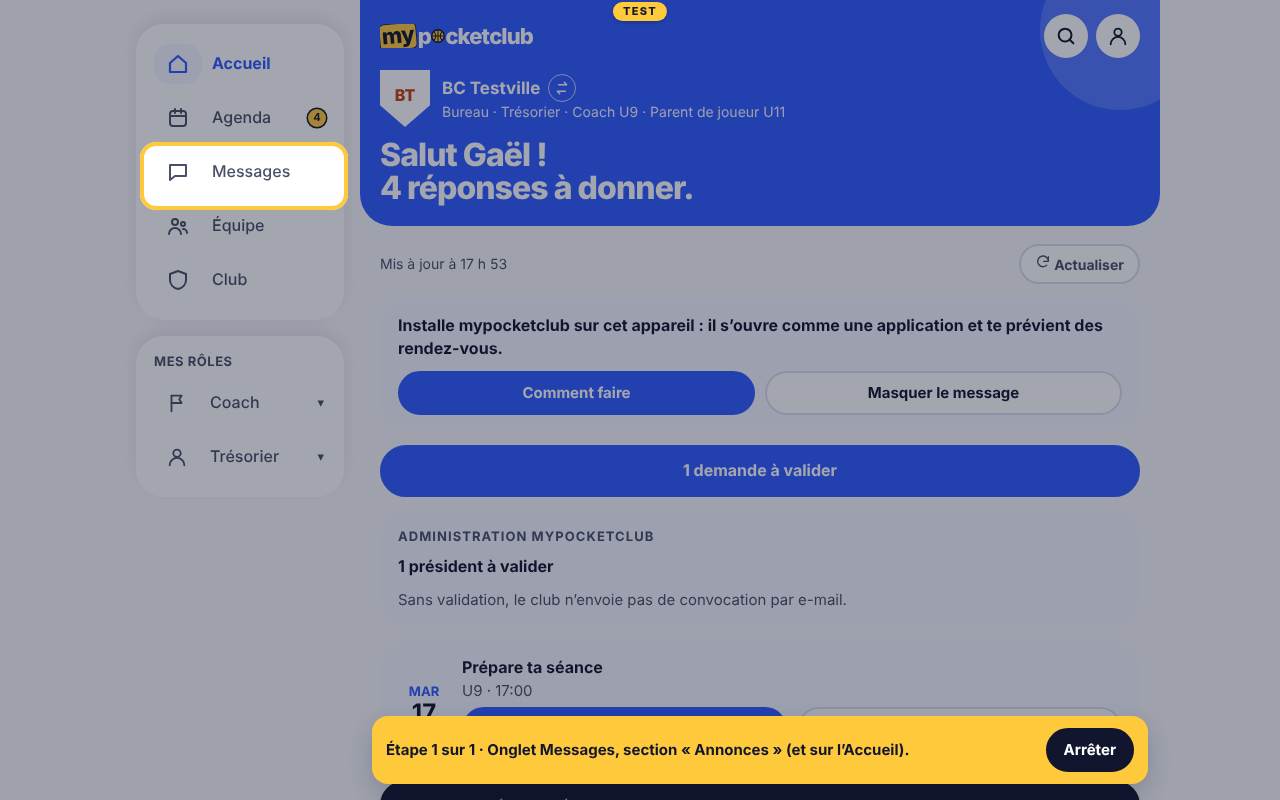 TEST
mypocketclub
Accueil
Agenda 4
Messages
Équipe
Club
MES RÔLES
Coach
Trésorier
BT
BC Testville
Bureau · Trésorier · Coach U9 · Parent de joueur U11
Salut Gaël !
4 réponses à donner.
Mis à jour à 17 h 53
Actualiser
Installe mypocketclub sur cet appareil : il s’ouvre comme une application et te prévient des
rendez-vous.
Comment faire
Masquer le message
1 demande à valider
ADMINISTRATION MYPOCKETCLUB
1 président à valider
Sans validation, le club n’envoie pas de convocation par e-mail.
Prépare ta séance
MAR
U9 · 17:00
17
Étape 1 sur 1 · Onglet Messages, section « Annonces » (et sur l’Accueil).
Arrêter